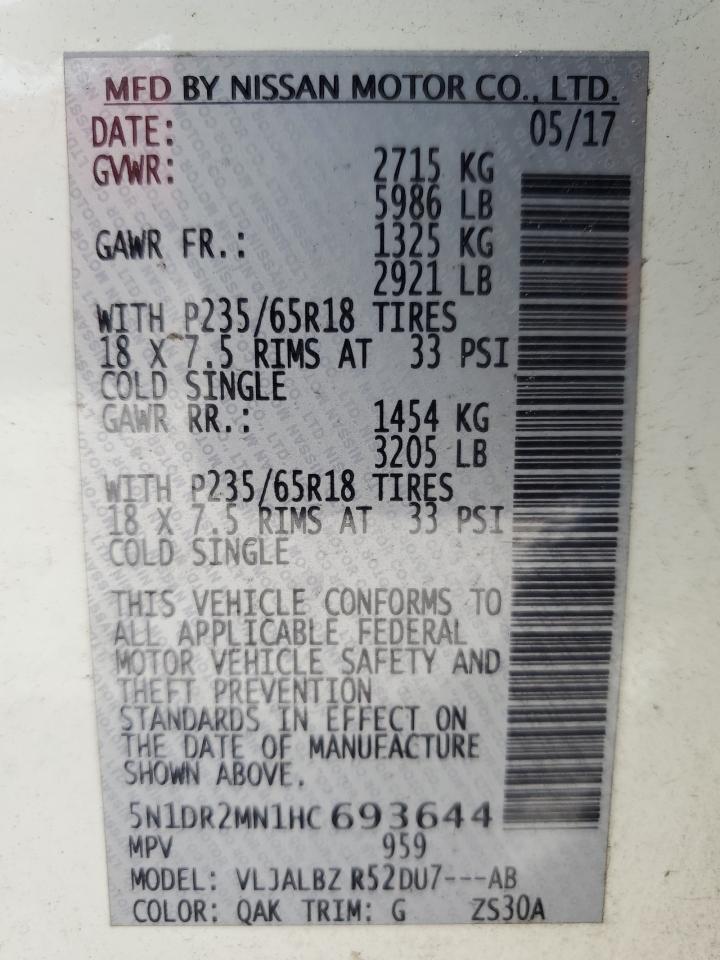 MFD BY NISSAN MOTOR CO., LTD.
DATE: 05/17
GVWR: 2715 KG
5986 LB
GAWR FR.: 1325 KG
2921 LB
WITH P235/65R18 TIRES
18 X 7.5 RIMS AT 33 PSI
COLD SINGLE
GAWR RR.: 1454 KG
3205 LB
WITH P235/65R18 TIRES
18 X 7.5 RIMS AT 33 PSI
COLD SINGLE
THIS VEHICLE CONFORMS TO
ALL APPLICABLE FEDERAL
MOTOR VEHICLE SAFETY AND
THEFT PREVENTION
STANDARDS IN EFFECT ON
THE DATE OF MANUFACTURE
SHOWN ABOVE.
5N1DR2MN1HC693644
MPV 959
MODEL: VLJALBZ R52DU7---AB
COLOR: QAK TRIM: G ZS30A